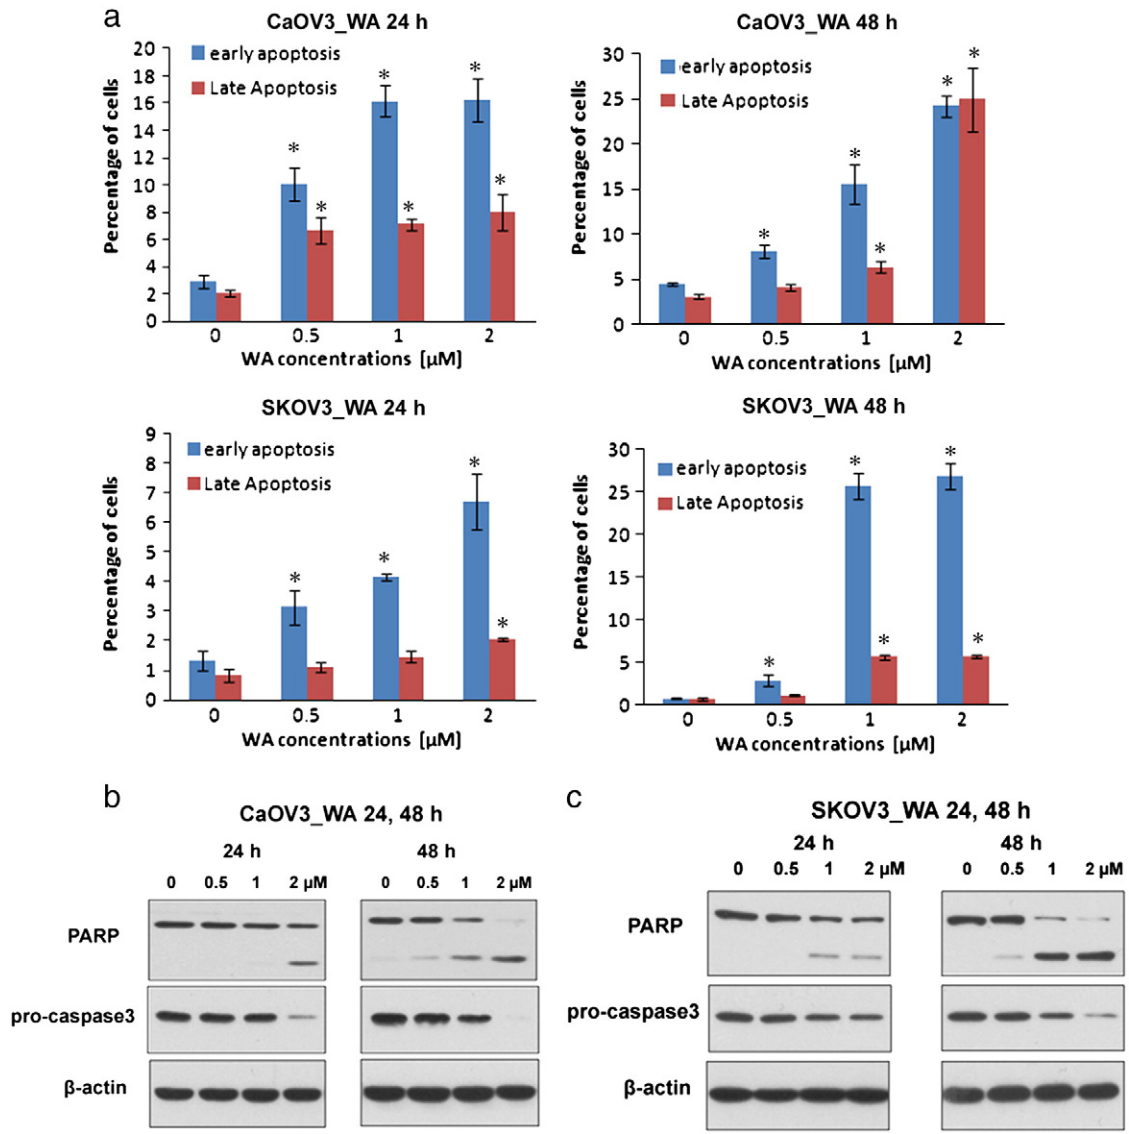 a
CaOV3_WA 24 h
Percentage of cells
20
18
16
14
12
10
8
6
4
2
0
early apoptosis
Late Apoptosis
* * * * * *
0 0.5 1 2
WA concentrations [µM]
CaOV3_WA 48 h
Percentage of cells
30
25
20
15
10
5
0
early apoptosis
Late Apoptosis
* * * * *
0 0.5 1 2
WA concentrations [µM]
SKOV3_WA 24 h
Percentage of cells
9
8
7
6
5
4
3
2
1
0
early apoptosis
Late Apoptosis
* * * *
0 0.5 1 2
WA concentrations [µM]
SKOV3_WA 48 h
Percentage of cells
30
25
20
15
10
5
0
early apoptosis
Late Apoptosis
* * * * *
0 0.5 1 2
WA concentrations [µM]
b
CaOV3_WA 24, 48 h
24 h 48 h
0 0.5 1 2 µM 0 0.5 1 2 µM
PARP
pro-caspase3
β-actin
c
SKOV3_WA 24, 48 h
24 h 48 h
0 0.5 1 2 µM 0 0.5 1 2 µM
PARP
pro-caspase3
β-actin